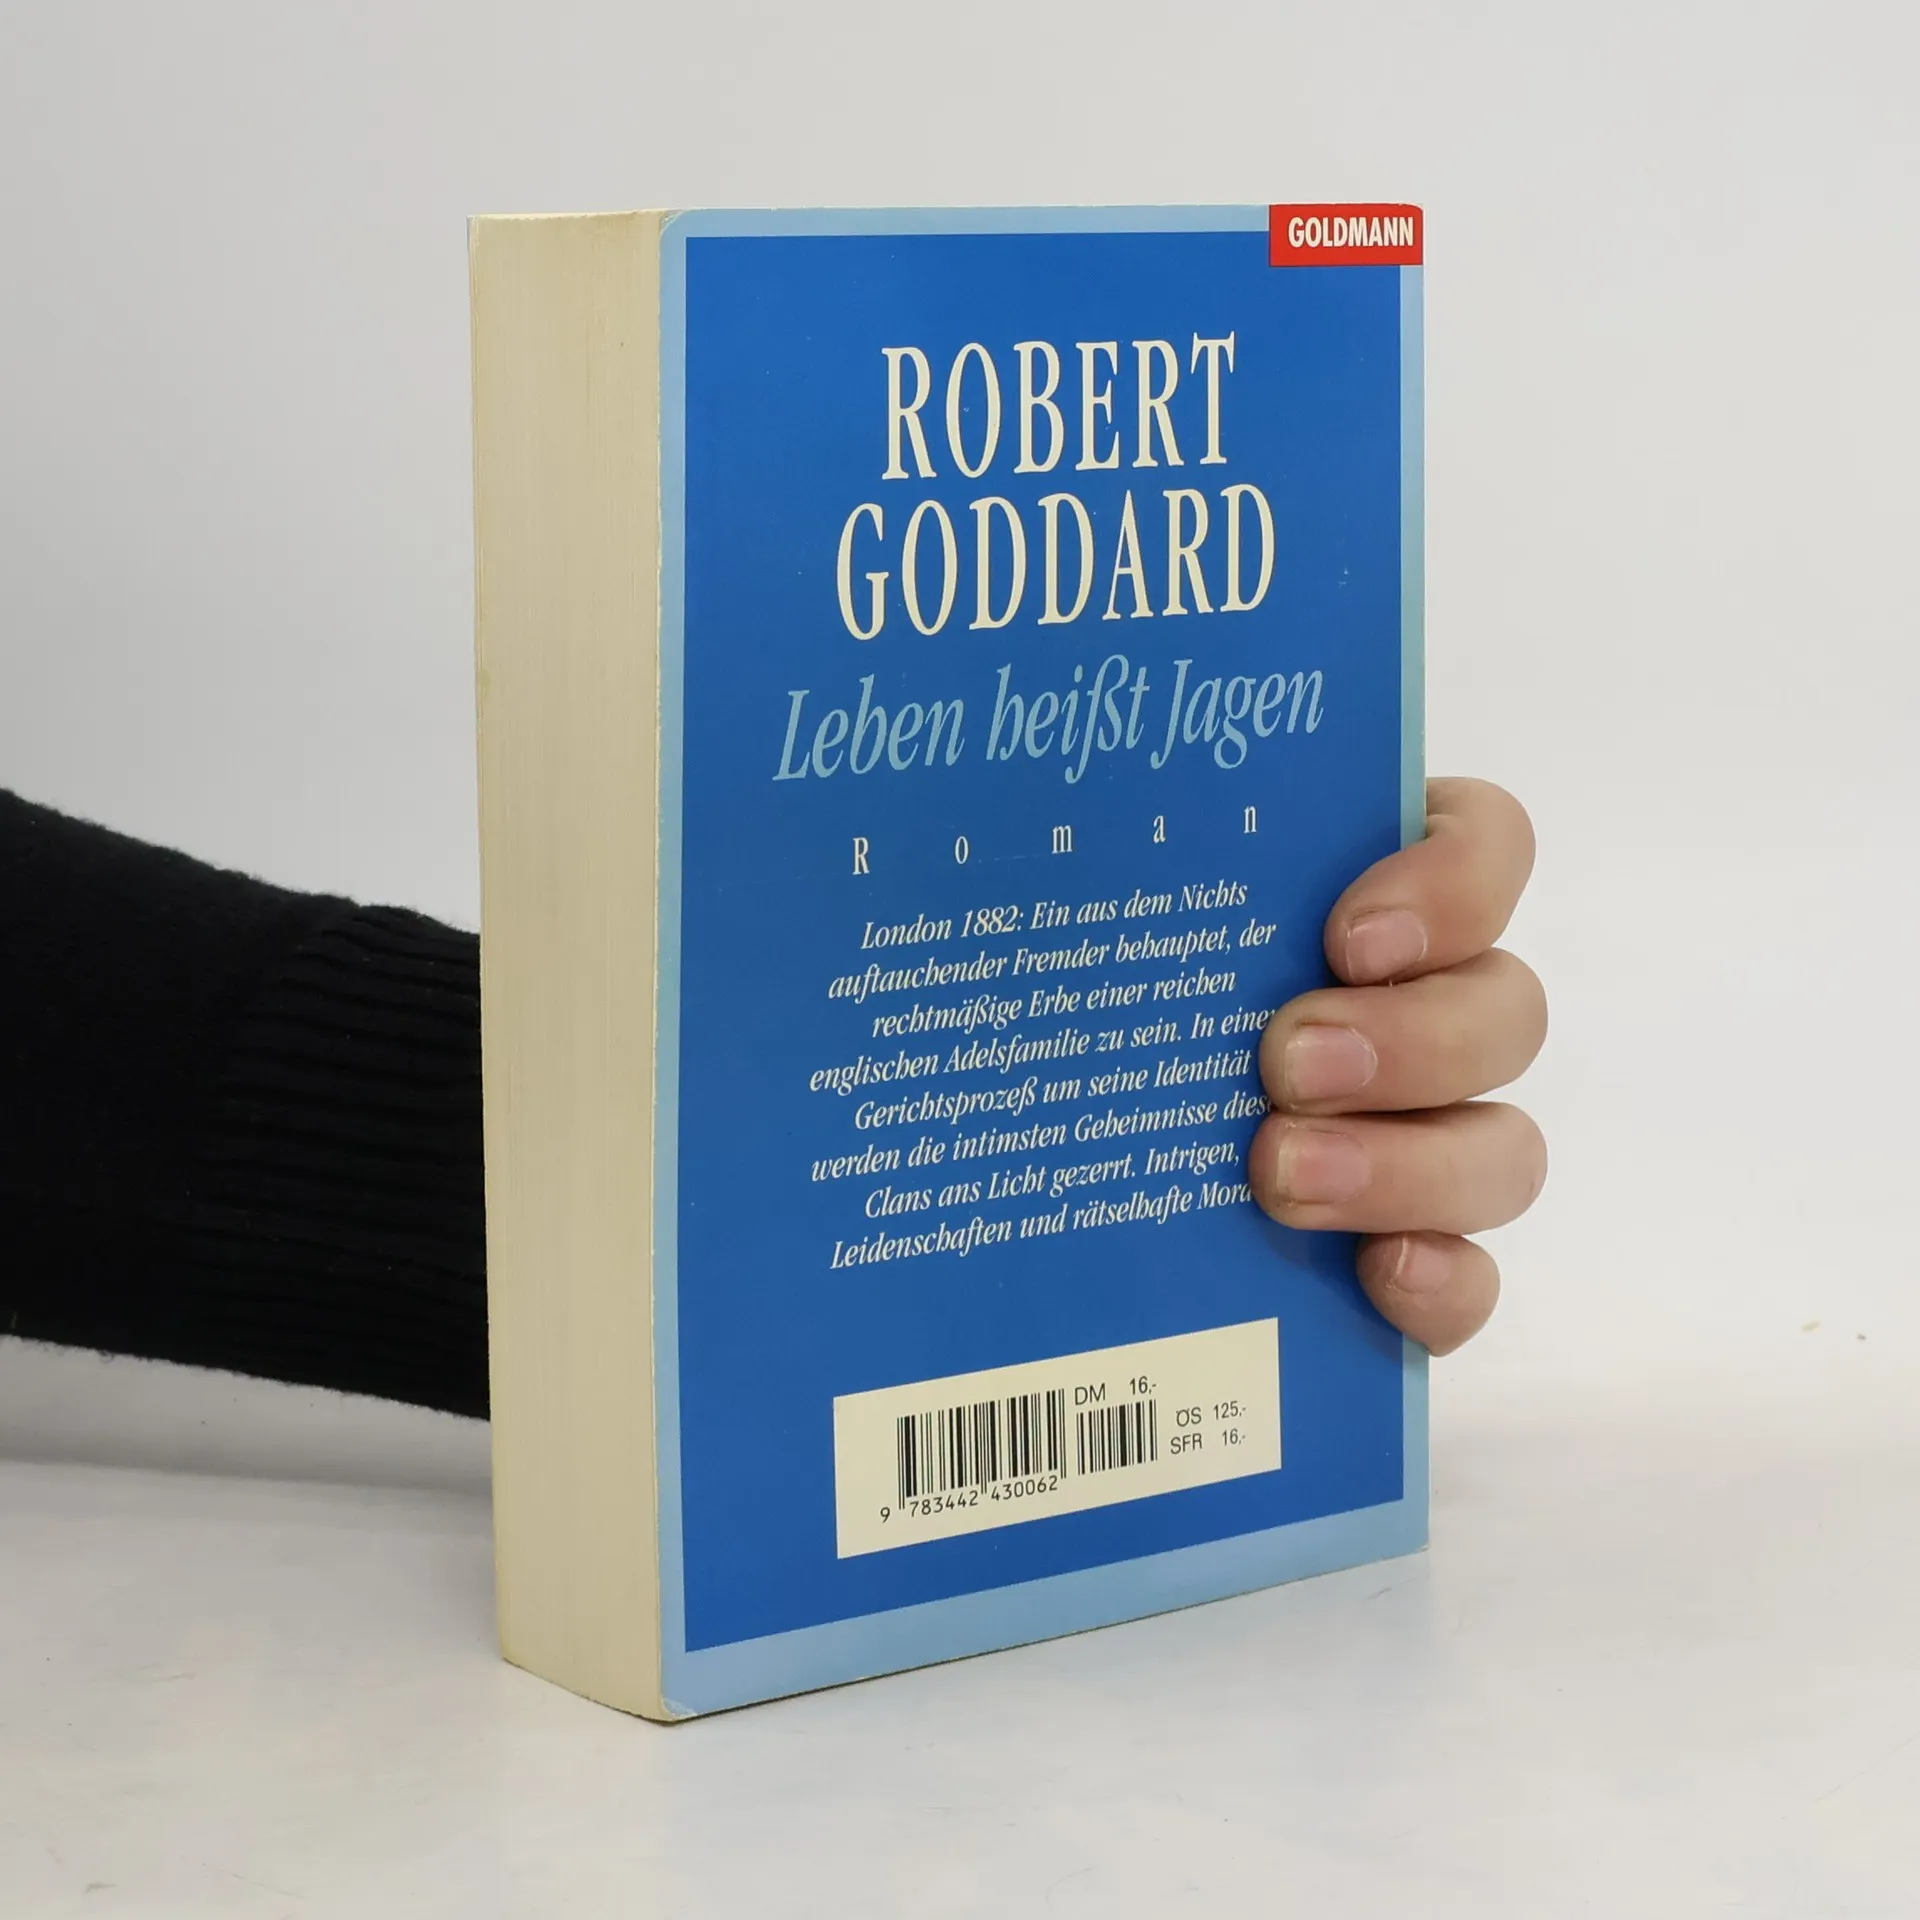 GOLDMANN
ROBERT
GODDARD
Leben heißt Jagen
Roman
London 1882: Ein aus dem Nichts
auftauchender Fremder behauptet, der
rechtmäßige Erbe einer reichen
englischen Adelsfamilie zu sein. In
Gerichtsprozeß um seine Identität
werden die intimsten Geheimnisse
Clans ans Licht gezerrt. Intrigen,
Leidenschaften und rätselhafte
DM 16,-
ÖS 125,-
SFR 16,-
9 783442 430062